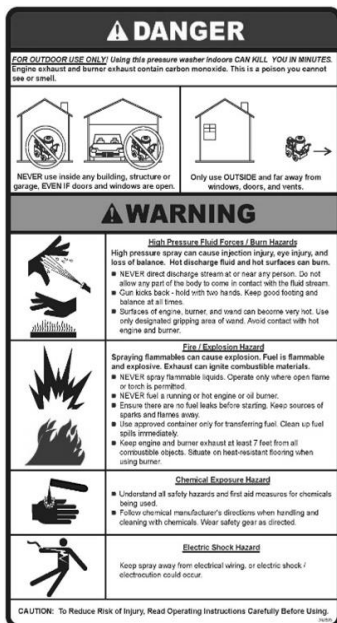 DANGER
FOR OUTDOOR USE ONLY! Using this pressure washer indoors CAN KILL YOU IN MINUTES.
Engine exhaust and burner exhaust contain carbon monoxide. This is a poison you cannot
see or smell.
NEVER use inside any building, structure or
garage, EVEN IF doors and windows are open.
Only use OUTSIDE and far away from
windows, doors, and vents.
WARNING
High Pressure Fluid Forces / Burn Hazards
High pressure spray can cause injection injury, eye injury, and
loss of balance. Hot discharge fluid and hot surfaces can burn.
■ NEVER direct discharge stream at or near any person. Do not
allow any part of the body to come in contact with the fluid stream.
■ Gun kicks back - hold with two hands. Keep good footing and
balance at all times.
■ Surfaces of engine, burner, and wand can become very hot. Use
only designated gripping area of wand. Avoid contact with hot
engine and burner.
Fire / Explosion Hazard
Spraying flammables can cause explosion. Fuel is flammable
and explosive. Exhaust can ignite combustible materials.
■ NEVER spray flammable liquids. Operate only where open flame
or torch is permitted.
■ NEVER fuel a running or hot engine or oil burner.
■ Ensure there are no fuel leaks before starting. Keep sources of
sparks and flames away.
■ Use approved container only for transferring fuel. Clean up fuel
spills immediately.
■ Keep engine and burner exhaust at least 7 feet from all
combustible objects. Situate on heat-resistant flooring when
using burner.
Chemical Exposure Hazard
■ Understand all safety hazards and first aid measures for chemicals
being used.
■ Follow chemical manufacturer's directions when handling and
cleaning with chemicals. Wear safety gear as directed.
Electric Shock Hazard
Keep spray away from electrical wiring, or electric shock /
electrocution could occur.
CAUTION: To Reduce Risk of Injury, Read Operating Instructions Carefully Before Using.